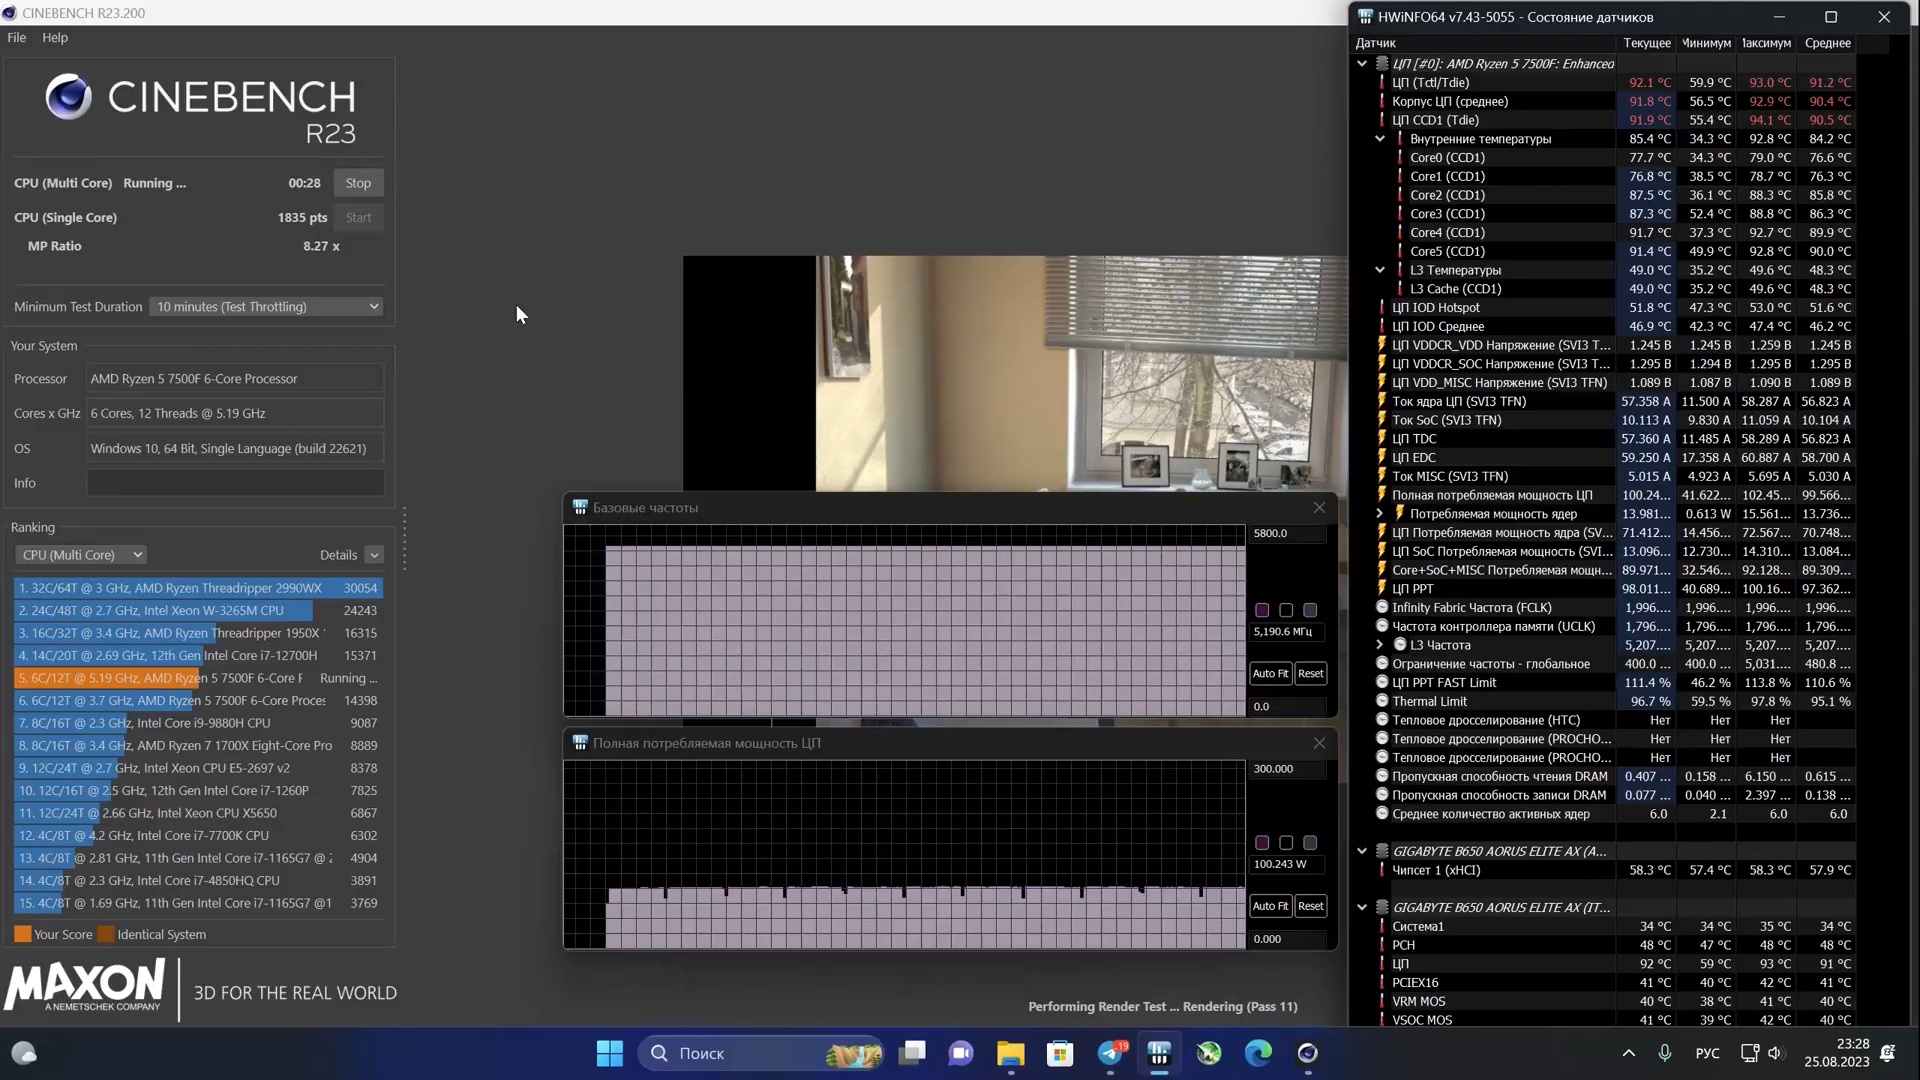 CINEBENCH R23.200
File Help
CINEBENCH
R23
CPU (Multi Core) Running ... 00:28 Stop
CPU (Single Core) 1835 pts Start
MP Ratio 8.27 x
Minimum Test Duration 10 minutes (Test Throttling)
Your System
Processor AMD Ryzen 5 7500F 6-Core Processor
Cores x GHz 6 Cores, 12 Threads @ 5.19 GHz
OS Windows 10, 64 Bit, Single Language (build 22621)
Info
Ranking
CPU (Multi Core) Details
1. 32C/64T @ 3 GHz, AMD Ryzen Threadripper 2990WX 30054
2. 24C/48T @ 2.7 GHz, Intel Xeon W-3265M CPU 24243
3. 16C/32T @ 3.4 GHz, AMD Ryzen Threadripper 1950X 16315
4. 14C/20T @ 2.69 GHz, 12th Gen Intel Core i7-12700H 15371
5. 6C/12T @ 5.19 GHz, AMD Ryzen 5 7500F 6-Core F Running ...
6. 6C/12T @ 3.7 GHz, AMD Ryzen 5 7500F 6-Core Proces 14398
7. 8C/16T @ 2.3 GHz, Intel Core i9-9880H CPU 9087
8. 8C/16T @ 3.4 GHz, AMD Ryzen 7 1700X Eight-Core Pro 8889
9. 12C/24T @ 2.7 GHz, Intel Xeon CPU E5-2697 v2 8378
10. 12C/16T @ 2.5 GHz, 12th Gen Intel Core i7-1260P 7825
11. 12C/24T @ 2.66 GHz, Intel Xeon CPU X5650 6867
12. 4C/8T @ 4.2 GHz, Intel Core i7-7700K CPU 6302
13. 4C/8T @ 2.81 GHz, 11th Gen Intel Core i7-1165G7 @ 2 4904
14. 4C/8T @ 2.3 GHz, Intel Core i7-4850HQ CPU 3891
15. 4C/8T @ 1.69 GHz, 11th Gen Intel Core i7-1165G7 @1 3769
Your Score Identical System
MAXON
A NEMETSCHEK COMPANY
3D FOR THE REAL WORLD
Базовые частоты
5800.0
5,190.6 МГц
Auto Fit Reset
0.0
Полная потребляемая мощность ЦП
300.000
100.243 W
Auto Fit Reset
0.000
Performing Render Test ... Rendering (Pass 11)
HWiNFO64 v7.43-5055 - Состояние датчиков
Датчик Текущее Минимум Максимум Среднее
ЦП [#0]: AMD Ryzen 5 7500F: Enhanced
ЦП (Tctl/Tdie) 92.1 °C 59.9 °C 93.0 °C 91.2 °C
Корпус ЦП (среднее) 91.8 °C 56.5 °C 92.9 °C 90.4 °C
ЦП CCD1 (Tdie) 91.9 °C 55.4 °C 94.1 °C 90.5 °C
Внутренние температуры 85.4 °C 34.3 °C 92.8 °C 84.2 °C
Core0 (CCD1) 77.7 °C 34.3 °C 79.0 °C 76.6 °C
Core1 (CCD1) 76.8 °C 38.5 °C 78.7 °C 76.3 °C
Core2 (CCD1) 87.5 °C 36.1 °C 88.3 °C 85.8 °C
Core3 (CCD1) 87.3 °C 52.4 °C 88.8 °C 86.3 °C
Core4 (CCD1) 91.7 °C 37.3 °C 92.7 °C 89.9 °C
Core5 (CCD1) 91.4 °C 49.9 °C 92.8 °C 90.0 °C
L3 Температуры 49.0 °C 35.2 °C 49.6 °C 48.3 °C
L3 Cache (CCD1) 49.0 °C 35.2 °C 49.6 °C 48.3 °C
ЦП IOD Hotspot 51.8 °C 47.3 °C 53.0 °C 51.6 °C
ЦП IOD Среднее 46.9 °C 42.3 °C 47.4 °C 46.2 °C
ЦП VDDCR_VDD Напряжение (SVI3 T... 1.245 В 1.245 В 1.259 В 1.245 В
ЦП VDDCR_SOC Напряжение (SVI3 T... 1.295 В 1.294 В 1.295 В 1.295 В
ЦП VDD_MISC Напряжение (SVI3 TFN) 1.089 В 1.087 В 1.090 В 1.089 В
Ток ядра ЦП (SVI3 TFN) 57.358 A 11.500 A 58.287 A 56.823 A
Ток SoC (SVI3 TFN) 10.113 A 9.830 A 11.059 A 10.104 A
ЦП TDC 57.360 A 11.485 A 58.289 A 56.823 A
ЦП EDC 59.250 A 17.358 A 60.887 A 58.700 A
Ток MISC (SVI3 TFN) 5.015 A 4.923 A 5.695 A 5.030 A
Полная потребляемая мощность ЦП 100.24... 41.622... 102.45... 99.566...
Потребляемая мощность ядер 13.981... 0.613 W 15.561... 13.736...
ЦП Потребляемая мощность ядра (SV... 71.412... 14.456... 72.567... 70.748...
ЦП SoC Потребляемая мощность (SVI... 13.096... 12.730... 14.310... 13.084...
Core+SoC+MISC Потребляемая мощн... 89.971... 32.546... 92.128... 89.309...
ЦП PPT 98.011... 40.689... 100.16... 97.362...
Infinity Fabric Частота (FCLK) 1,996.... 1,996.... 1,996.... 1,996...
Частота контроллера памяти (UCLK) 1,796.... 1,796.... 1,796.... 1,796...
L3 Частота 5,207.... 5,207.... 5,207.... 5,207...
Ограничение частоты - глобальное 400.0 ... 400.0 ... 5,031.... 480.8 ...
ЦП PPT FAST Limit 111.4 % 46.2 % 113.8 % 110.6 %
Thermal Limit 96.7 % 59.5 % 97.8 % 95.1 %
Тепловое дросселирование (HTC) Нет Нет Нет
Тепловое дросселирование (PROCHO... Нет Нет Нет
Тепловое дросселирование (PROCHO... Нет Нет Нет
Пропускная способность чтения DRAM 0.407 ... 0.158 ... 6.150 ... 0.615 ...
Пропускная способность записи DRAM 0.077 ... 0.040 ... 2.397 ... 0.138 ...
Среднее количество активных ядер 6.0 2.1 6.0 6.0
GIGABYTE B650 AORUS ELITE AX (A...
Чипсет 1 (xHCI) 58.3 °C 57.4 °C 58.3 °C 57.9 °C
GIGABYTE B650 AORUS ELITE AX (IT...
Система1 34 °C 34 °C 35 °C 34 °C
PCH 48 °C 47 °C 48 °C 48 °C
ЦП 92 °C 59 °C 93 °C 91 °C
PCIEX16 41 °C 40 °C 42 °C 41 °C
VRM MOS 40 °C 38 °C 41 °C 40 °C
VSOC MOS 41 °C 39 °C 42 °C 40 °C
Поиск
19
РУС
23:28
25.08.2023